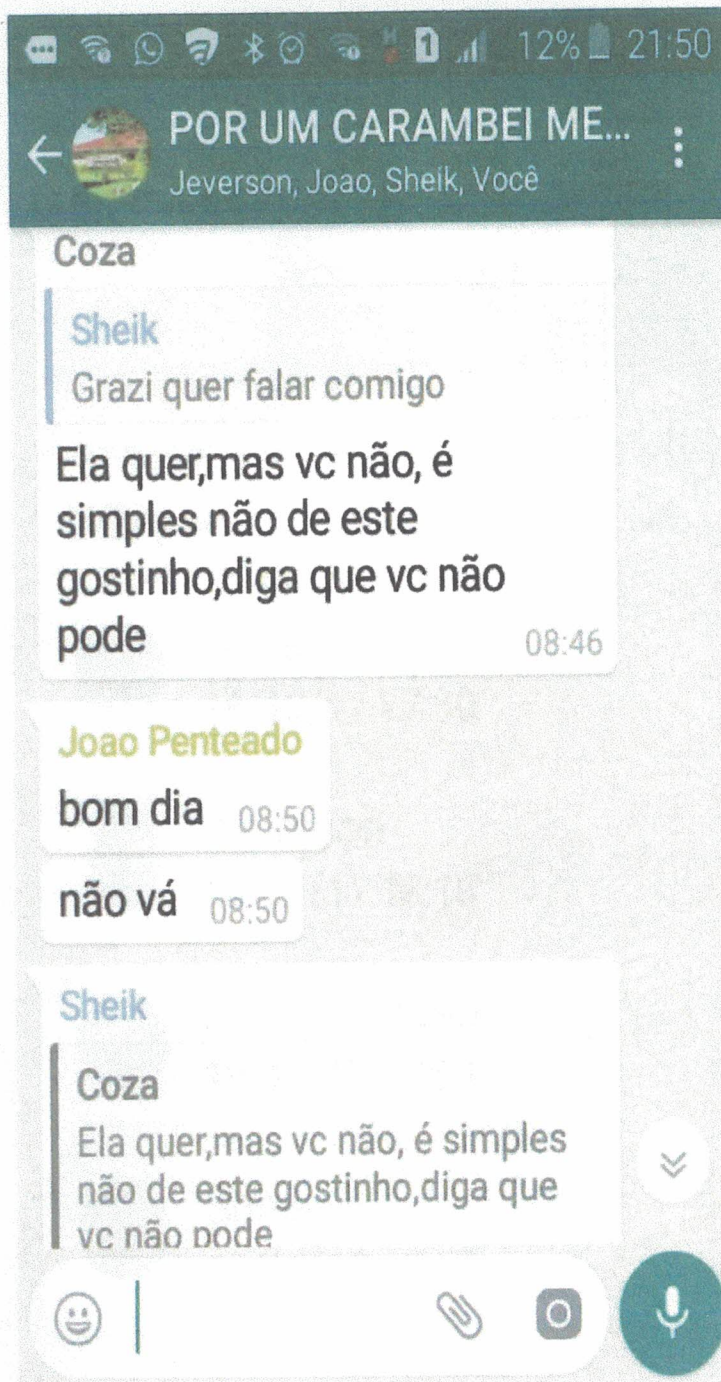 12% 21:50
POR UM CARAMBEI ME...
Jeverson, Joao, Sheik, Você
Coza
Sheik
Grazi quer falar comigo
Ela quer,mas vc não, é
simples não de este
gostinho,diga que vc não
pode
08:46
Joao Penteado
bom dia 08:50
não vá 08:50
Sheik
Coza
Ela quer,mas vc não, é simples
não de este gostinho,diga que
vc não pode